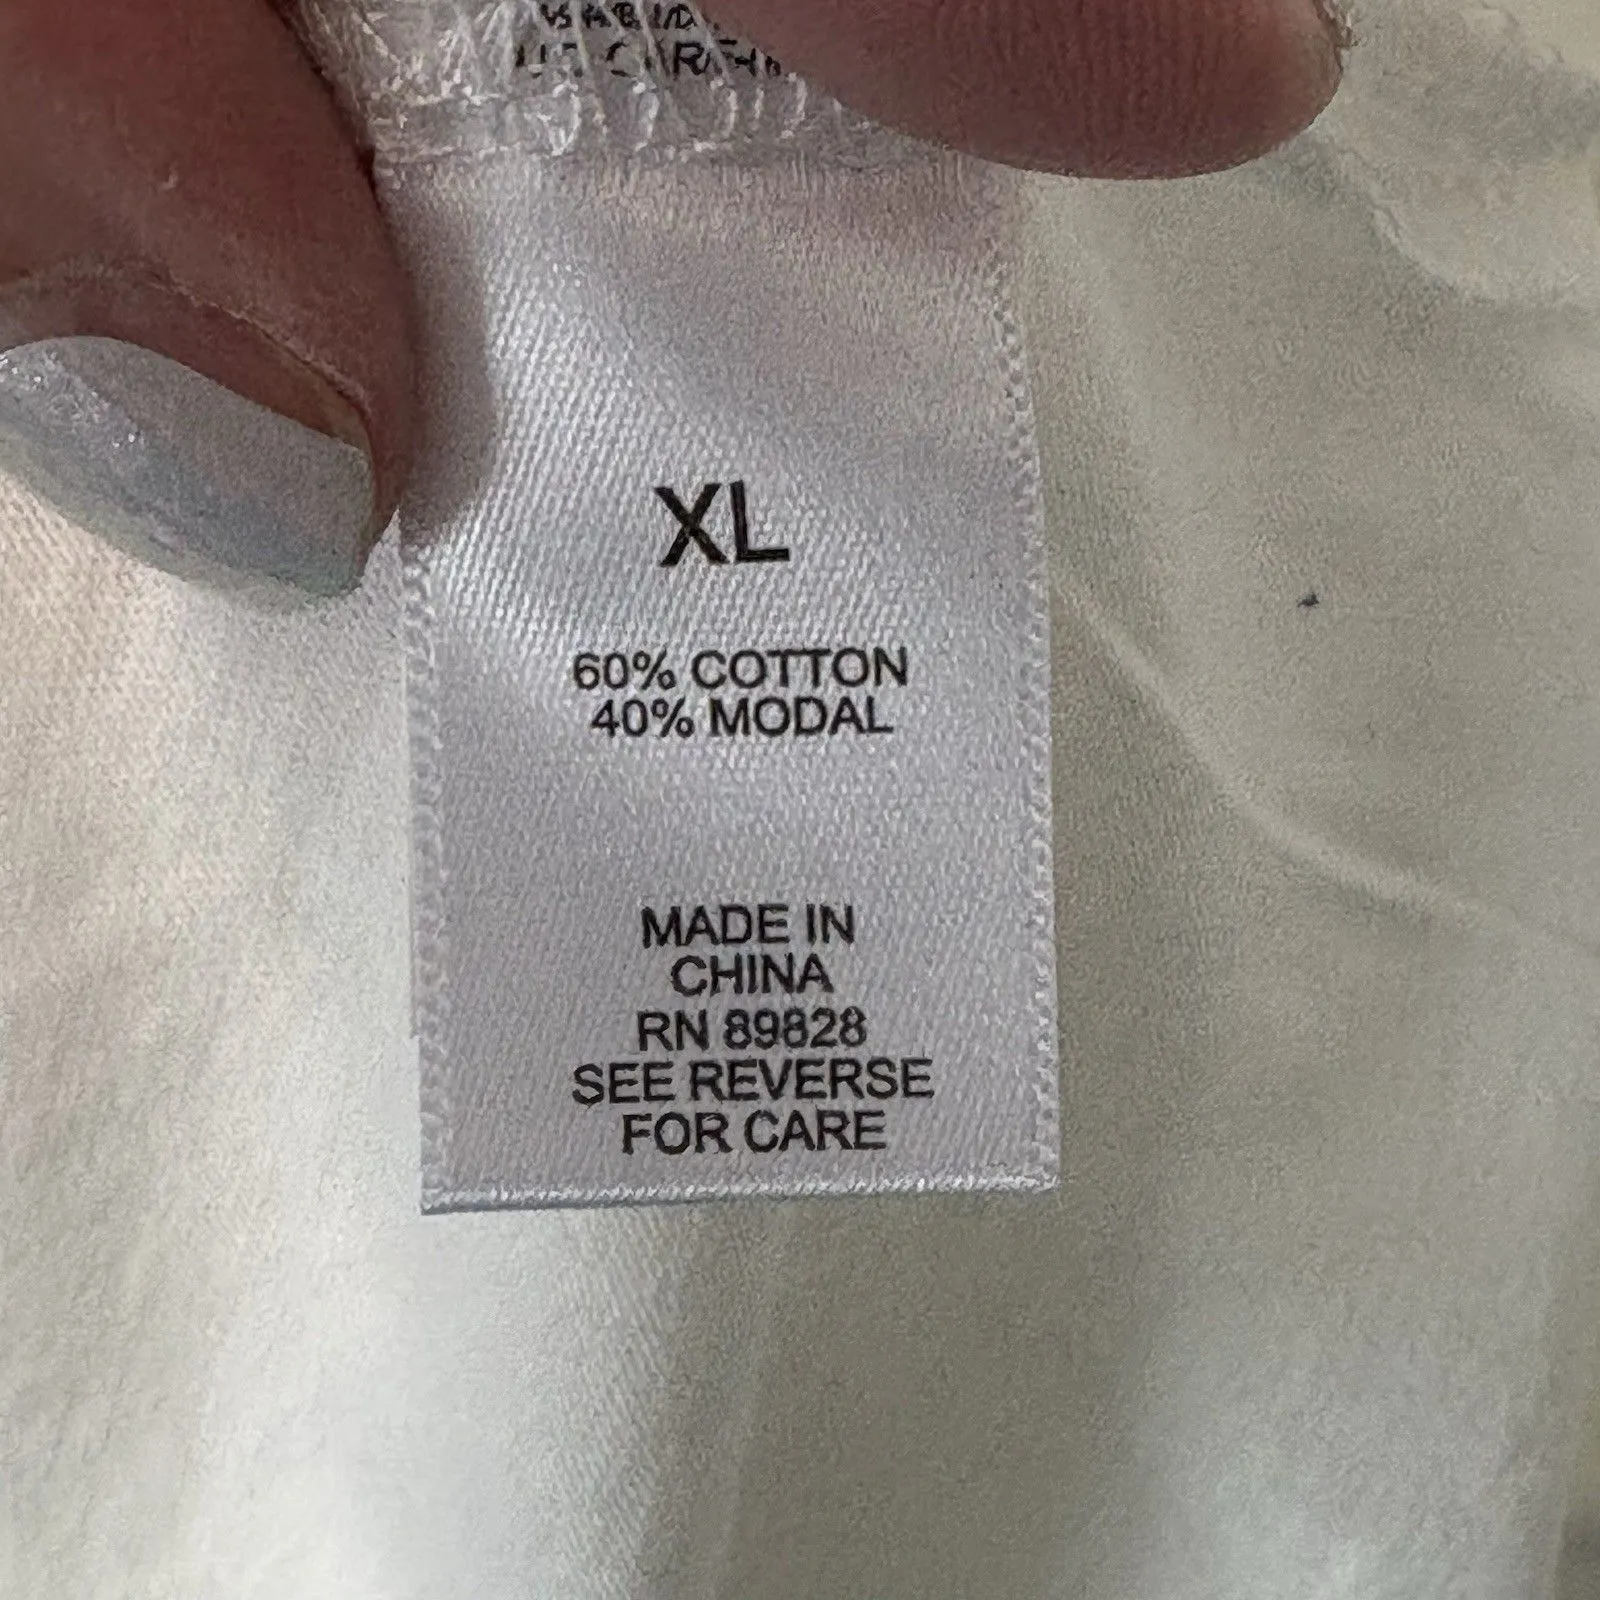 XL
60% COTTON
40% MODAL
MADE IN
CHINA
RN 89828
SEE REVERSE
FOR CARE